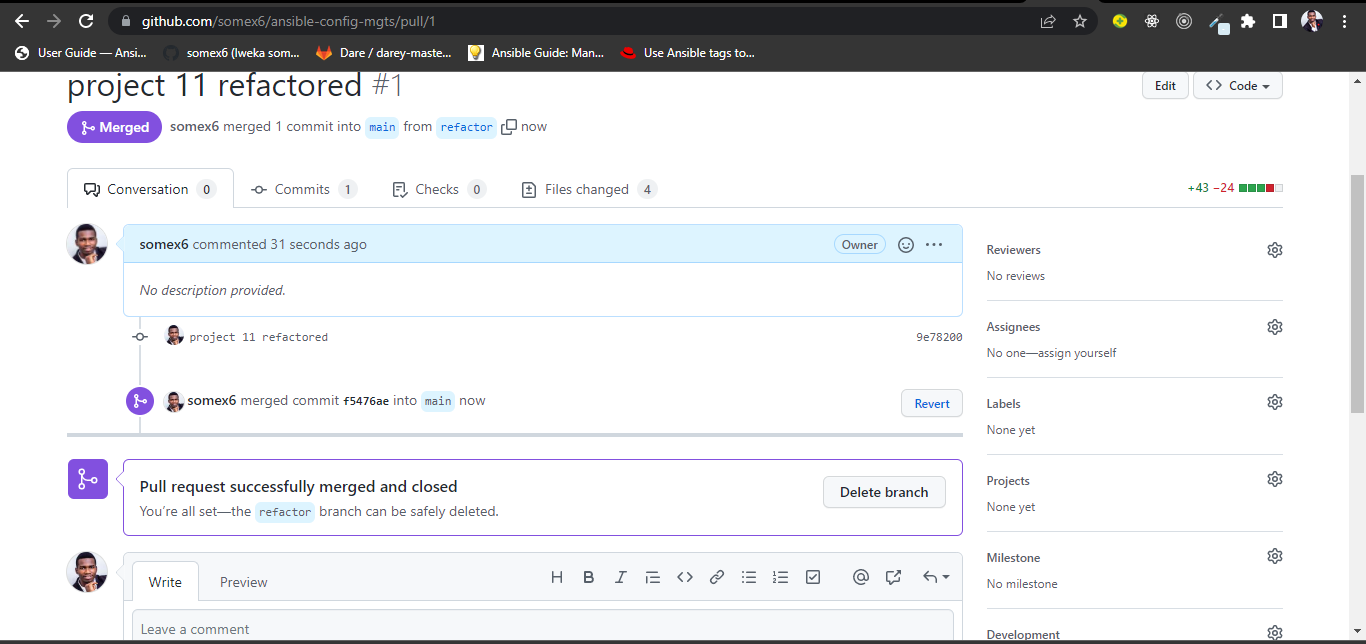 github.com/somex6/ansible-config-mgts/pull/1
User Guide — Ansi... somex6 (Iweka som... Dare / darey-maste... Ansible Guide: Man... Use Ansible tags to...
project 11 refactored #1
Edit
Code
Merged
somex6 merged 1 commit into main from refactor now
Conversation 0
Commits 1
Checks 0
Files changed 4
+43 −24
somex6 commented 31 seconds ago
Owner
No description provided.
project 11 refactored
9e78200
somex6 merged commit f5476ae into main now
Revert
Pull request successfully merged and closed
You’re all set—the refactor branch can be safely deleted.
Delete branch
Write
Preview
H B I
Leave a comment
Reviewers
No reviews
Assignees
No one—assign yourself
Labels
None yet
Projects
None yet
Milestone
No milestone
Development